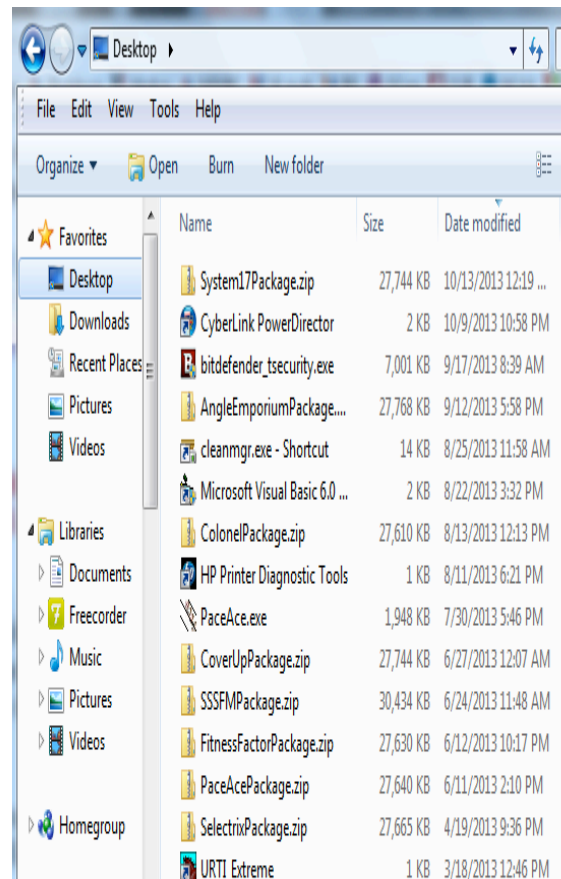 Desktop
File Edit View Tools Help
Organize Open Burn New folder
Name Size Date modified
Favorites
Desktop
Downloads
Recent Places
Pictures
Videos
Libraries
Documents
Freecorder
Music
Pictures
Videos
Homegroup
System17Package.zip 27,744 KB 10/13/2013 12:19 ...
CyberLink PowerDirector 2 KB 10/9/2013 10:58 PM
bitdefender_tsecurity.exe 7,001 KB 9/17/2013 8:39 AM
AngleEmporiumPackage.... 27,768 KB 9/12/2013 5:58 PM
cleanmgr.exe - Shortcut 14 KB 8/25/2013 11:58 AM
Microsoft Visual Basic 6.0 ... 2 KB 8/22/2013 3:32 PM
ColonelPackage.zip 27,610 KB 8/13/2013 12:13 PM
HP Printer Diagnostic Tools 1 KB 8/11/2013 6:21 PM
PaceAce.exe 1,948 KB 7/30/2013 5:46 PM
CoverUpPackage.zip 27,744 KB 6/27/2013 12:07 AM
SSSFMPackage.zip 30,434 KB 6/24/2013 11:48 AM
FitnessFactorPackage.zip 27,630 KB 6/12/2013 10:17 PM
PaceAcePackage.zip 27,640 KB 6/11/2013 2:10 PM
SelectrixPackage.zip 27,665 KB 4/19/2013 9:36 PM
URTI Extreme 1 KB 3/18/2013 12:46 PM